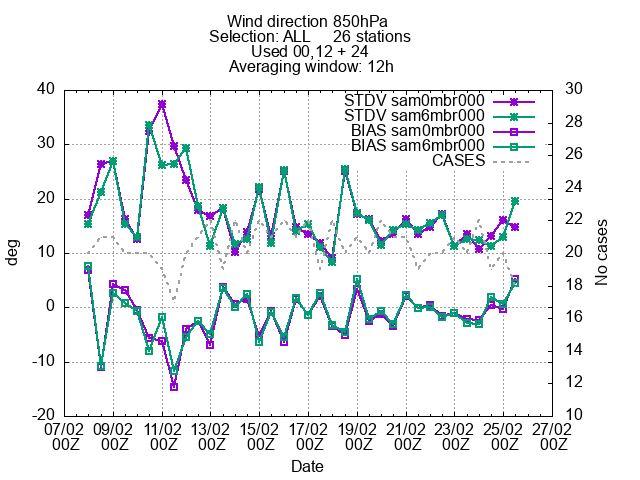 Wind direction 850hPa
Selection: ALL 26 stations
Used 00,12 + 24
Averaging window: 12h
STDV sam0mbr000
STDV sam6mbr000
BIAS sam0mbr000
BIAS sam6mbr000
CASES
deg
40
30
20
10
0
-10
-20
No cases
30
28
26
24
22
20
18
16
14
12
10
07/02 09/02 11/02 13/02 15/02 17/02 19/02 21/02 23/02 25/02 27/02
00Z 00Z 00Z 00Z 00Z 00Z 00Z 00Z 00Z 00Z 00Z
Date